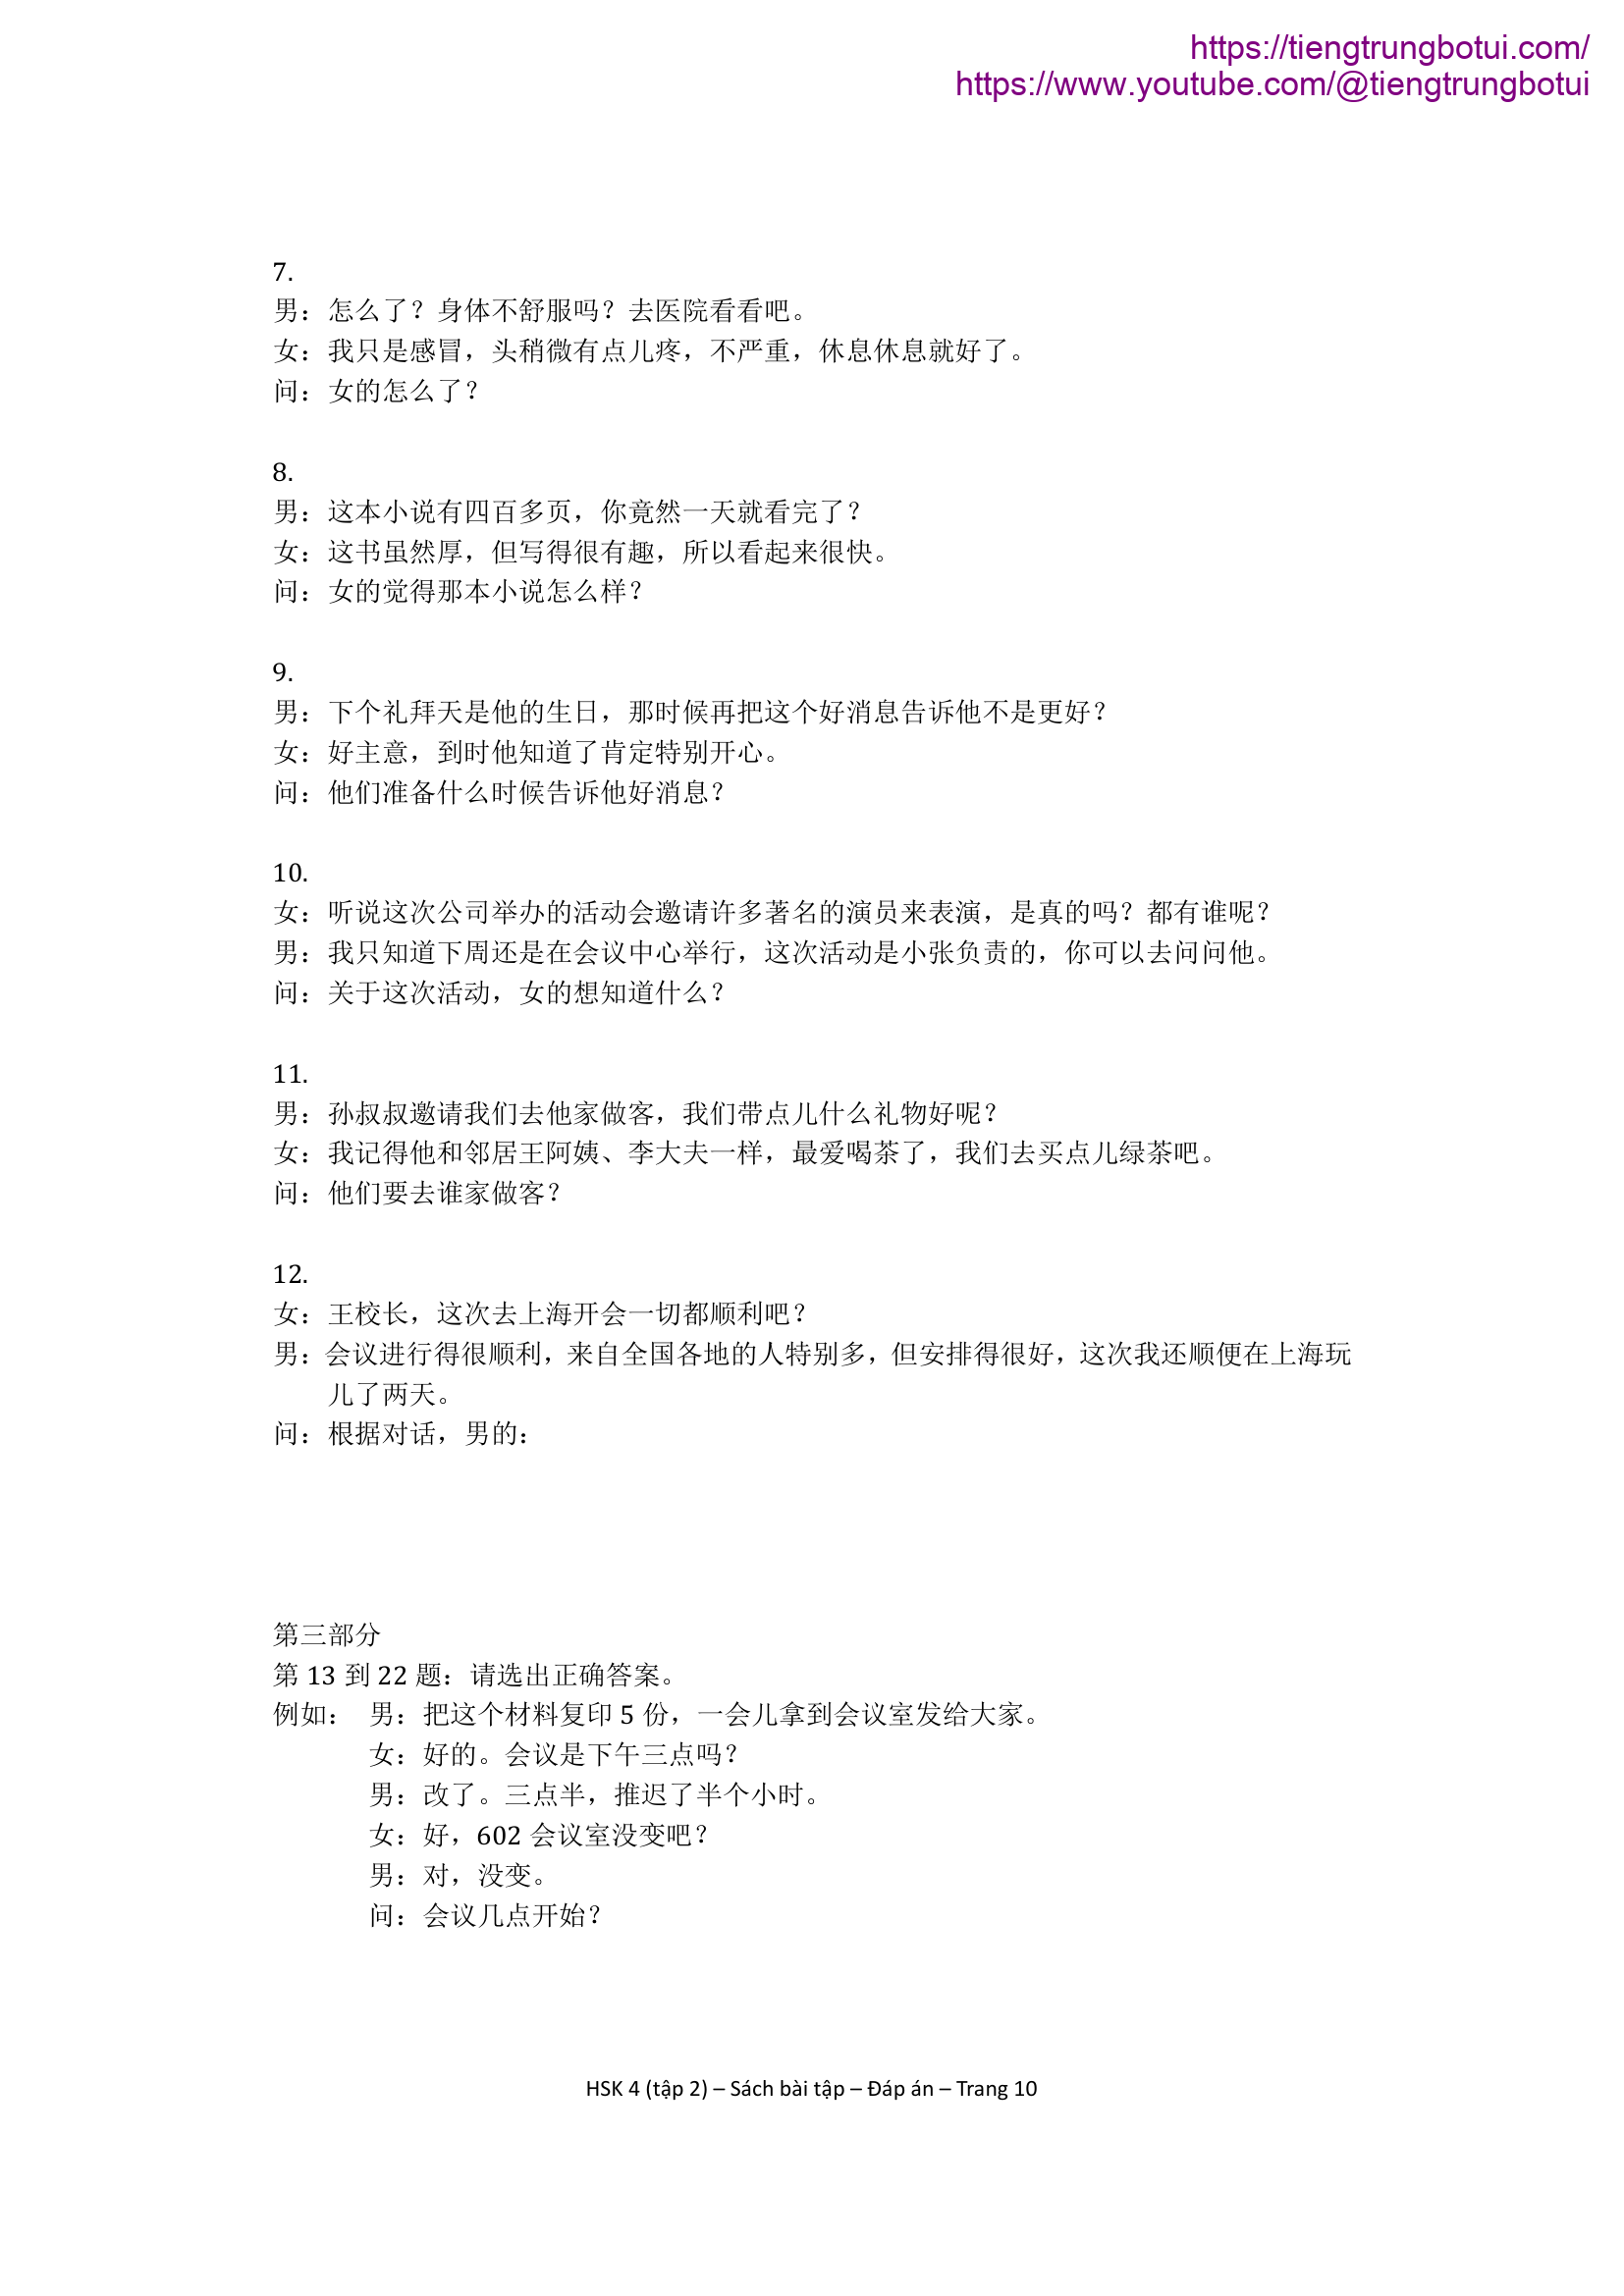 https://tiengtrungbotui.com/
https://www.youtube.com/@tiengtrungbotui
7.
男：怎么了？身体不舒服吗？去医院看看吧。
女：我只是感冒，头稍微有点儿疼，不严重，休息休息就好了。
问：女的怎么了？
8.
男：这本小说有四百多页，你竟然一天就看完了？
女：这书虽然厚，但写得很有趣，所以看起来很快。
问：女的觉得那本小说怎么样？
9.
男：下个礼拜天是他的生日，那时候再把这个好消息告诉他不是更好？
女：好主意，到时他知道了肯定特别开心。
问：他们准备什么时候告诉他好消息？
10.
女：听说这次公司举办的活动会邀请许多著名的演员来表演，是真的吗？都有谁呢？
男：我只知道下周还是在会议中心举行，这次活动是小张负责的，你可以去问问他。
问：关于这次活动，女的想知道什么？
11.
男：孙叔叔邀请我们去他家做客，我们带点儿什么礼物好呢？
女：我记得他和邻居王阿姨、李大夫一样，最爱喝茶了，我们去买点儿绿茶吧。
问：他们要去谁家做客？
12.
女：王校长，这次去上海开会一切都顺利吧？
男：会议进行得很顺利，来自全国各地的人特别多，但安排得很好，这次我还顺便在上海玩
儿了两天。
问：根据对话，男的：
第三部分
第 13 到 22 题：请选出正确答案。
例如： 男：把这个材料复印 5 份，一会儿拿到会议室发给大家。
女：好的。会议是下午三点吗？
男：改了。三点半，推迟了半个小时。
女：好，602 会议室没变吧？
男：对，没变。
问：会议几点开始？
HSK 4 (tập 2) – Sách bài tập – Đáp án – Trang 10